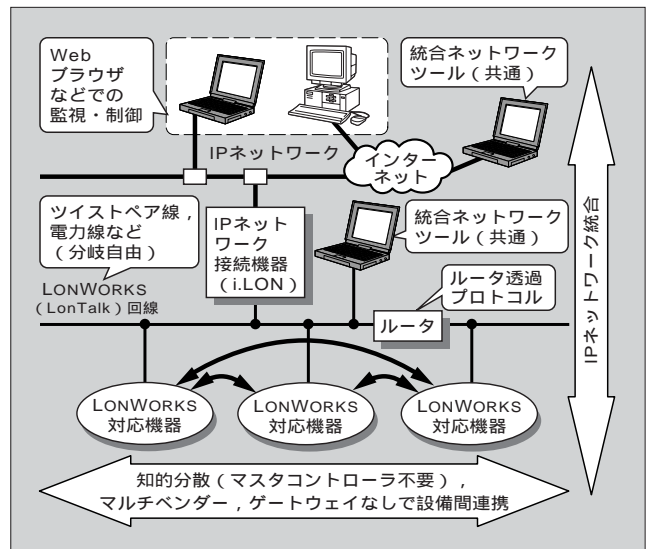 Web
ブラウザ
などでの
監視・制御
統合ネットワーク
ツール（共通）
IPネットワーク
インター
ネット
ツイストペア線，
電力線など
（分岐自由）
IPネット
ワーク
接続機器
（i.LON）
統合ネットワーク
ツール（共通）
LONWORKS
（LonTalk）回線
ルータ透過
プロトコル
ルータ
IPネットワーク統合
LONWORKS
対応機器
LONWORKS
対応機器
LONWORKS
対応機器
知的分散（マスタコントローラ不要），
マルチベンダー，ゲートウェイなしで設備間連携